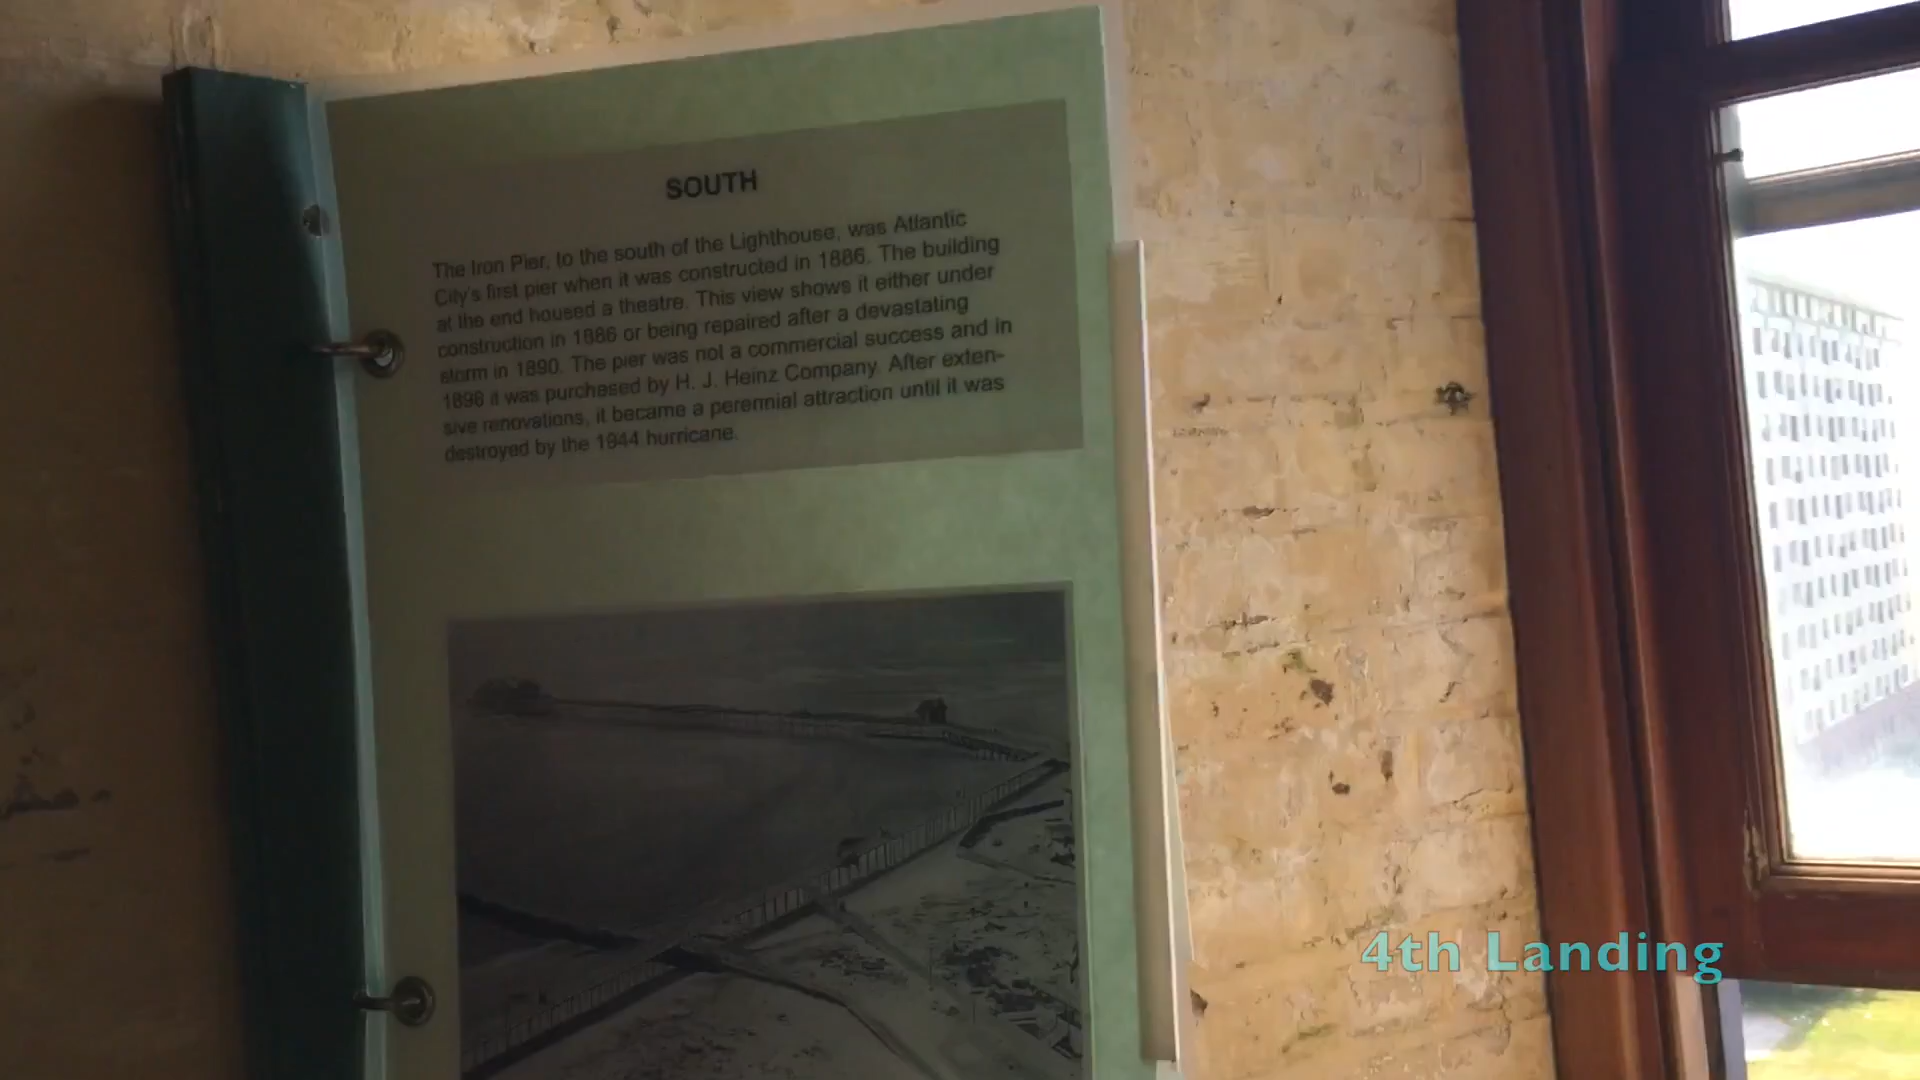 SOUTH
The Iron Pier, to the south of the Lighthouse, was Atlantic
City's first pier when it was constructed in 1886. The building
at the end housed a theatre. This view shows it either under
construction in 1886 or being repaired after a devastating
storm in 1890. The pier was not a commercial success and in
1898 it was purchased by H. J. Heinz Company. After exten-
sive renovations, it became a perennial attraction until it was
destroyed by the 1944 hurricane.
4th Landing